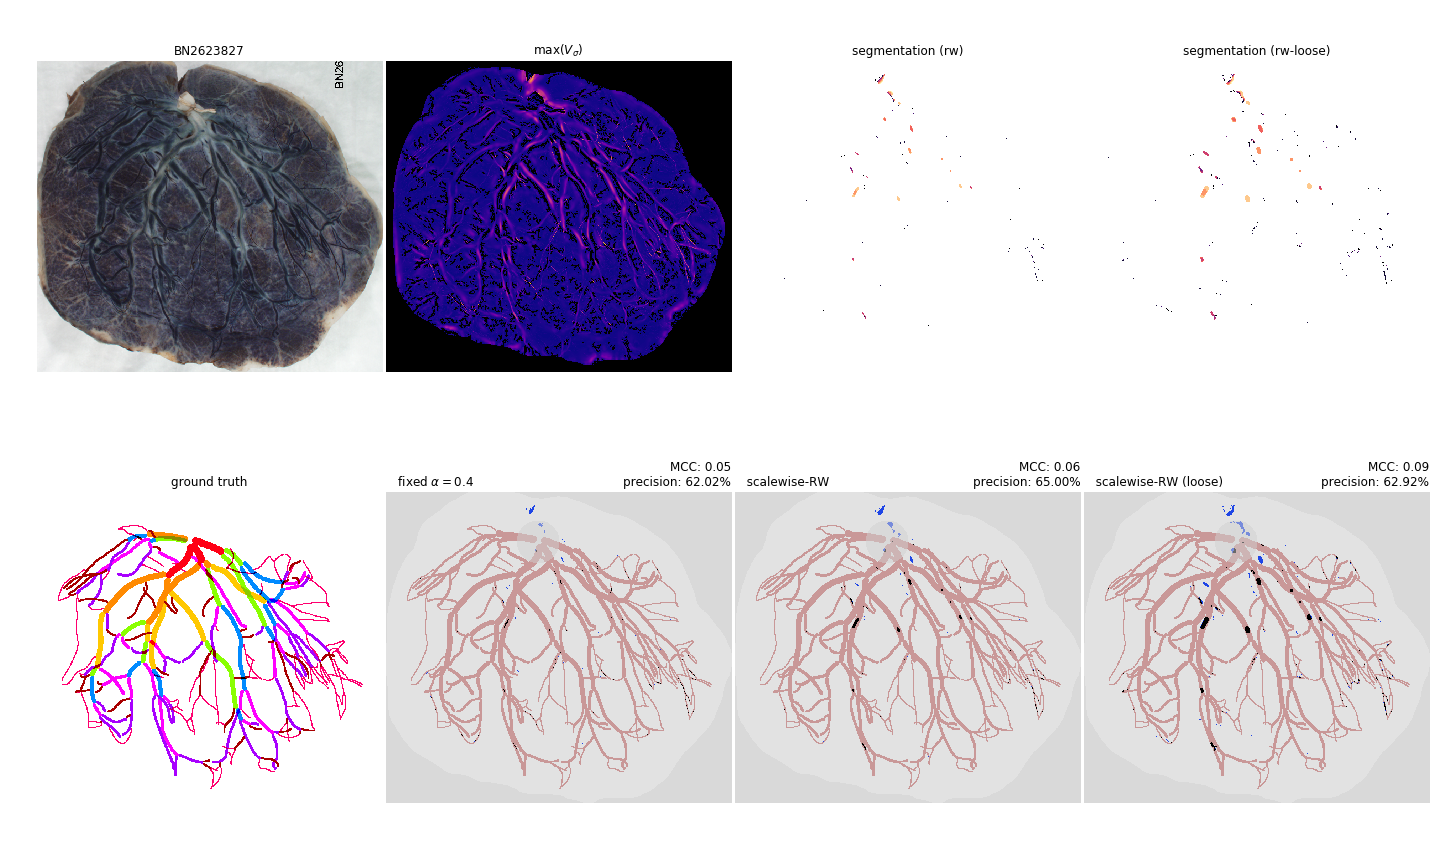 BN2623827
max(V_σ)
segmentation (rw)
segmentation (rw-loose)
BN26
ground truth
fixed α = 0.4
MCC: 0.05
precision: 62.02%
scalewise-RW
MCC: 0.06
precision: 65.00%
scalewise-RW (loose)
MCC: 0.09
precision: 62.92%